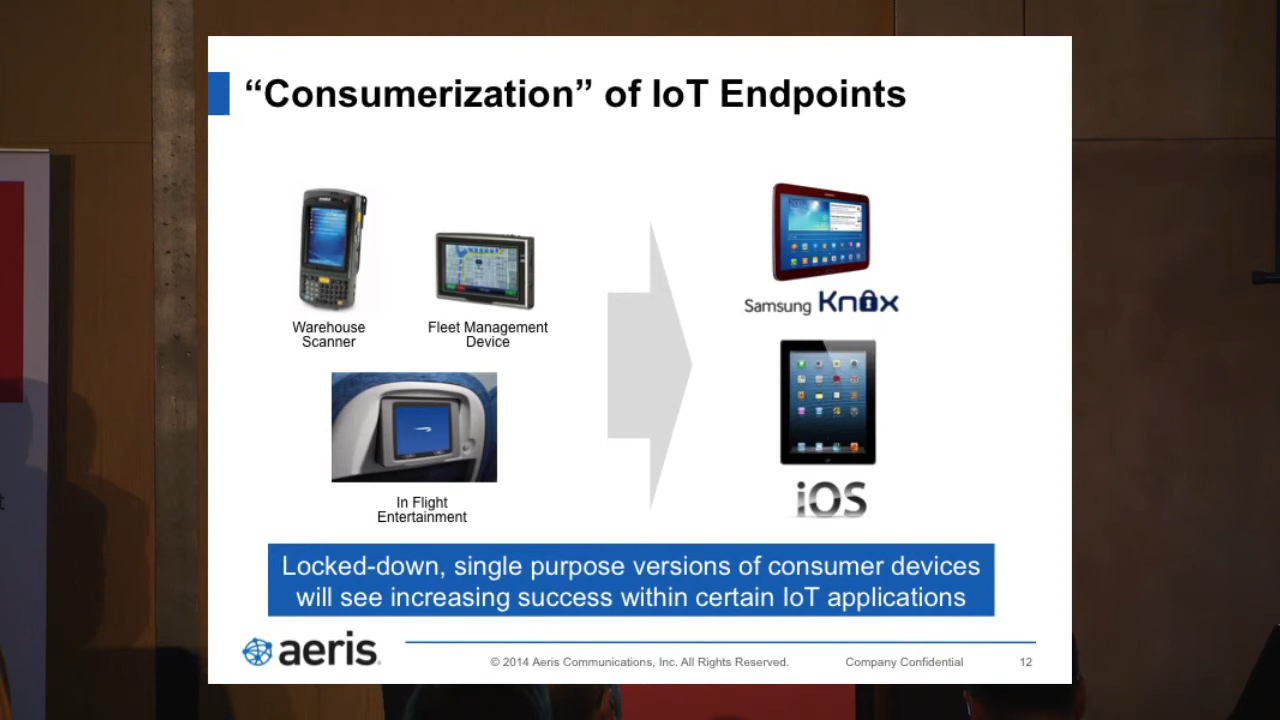 “Consumerization” of IoT Endpoints
Warehouse
Scanner
Fleet Management
Device
In Flight
Entertainment
Samsung Knox
iOS
Locked-down, single purpose versions of consumer devices
will see increasing success within certain IoT applications
aeris
© 2014 Aeris Communications, Inc. All Rights Reserved.
Company Confidential
12